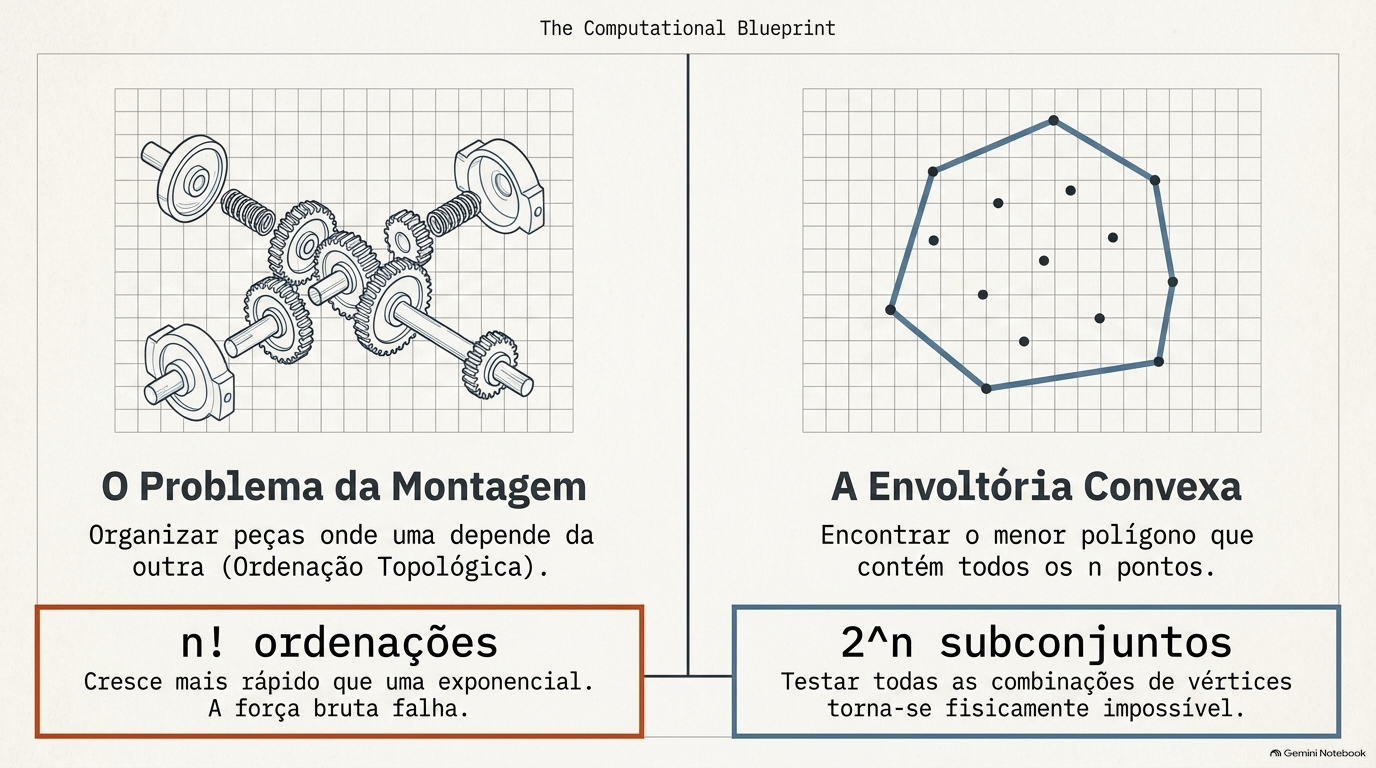 The Computational Blueprint
O Problema da Montagem
Organizar peças onde uma depende da
outra (Ordenação Topológica).
n! ordenações
Cresce mais rápido que uma exponencial.
A força bruta falha.
A Envoltória Convexa
Encontrar o menor polígono que
contém todos os n pontos.
2^n subconjuntos
Testar todas as combinações de vértices
torna-se fisicamente impossível.
Gemini Notebook